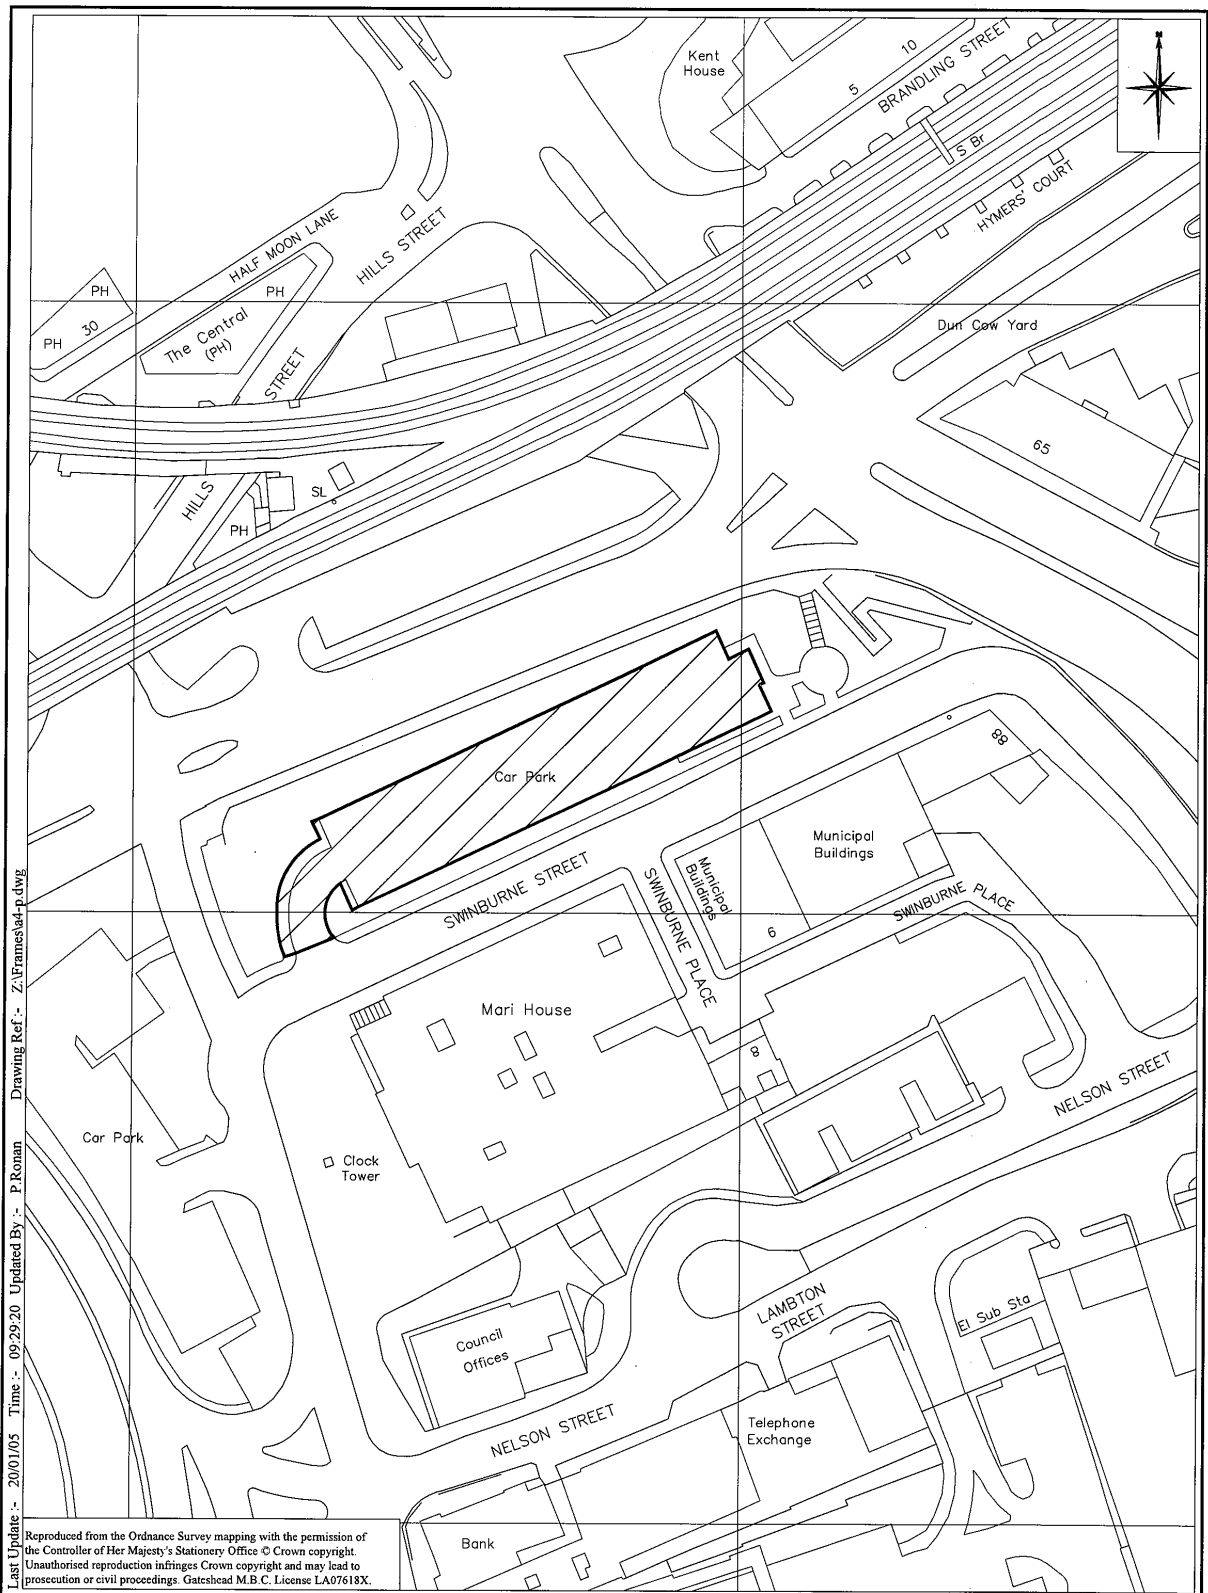 Kent
House
5
10
BRANDLING STREET
S Br
HYMERS' COURT
N
HALF MOON LANE
HILLS STREET
PH
PH
30
PH
The Central
(PH)
STREET
Dun Cow Yard
65
HILLS
SL
PH
Car Park
88
Municipal
Buildings
Municipal
Buildings
6
SWINBURNE STREET
SWINBURNE PLACE
SWINBURNE PLACE
Mari House
8
NELSON STREET
Car Park
Clock
Tower
LAMBTON
STREET
El Sub Sta
Council
Offices
NELSON STREET
Telephone
Exchange
Bank
Last Update :- 20/01/05 Time :- 09:29:20 Updated By :- P.Ronan Drawing Ref :- Z:\Frames\a4-p.dwg
Reproduced from the Ordnance Survey mapping with the permission of
the Controller of Her Majesty's Stationery Office © Crown copyright.
Unauthorised reproduction infringes Crown copyright and may lead to
prosecution or civil proceedings. Gateshead M.B.C. License LA07618X.